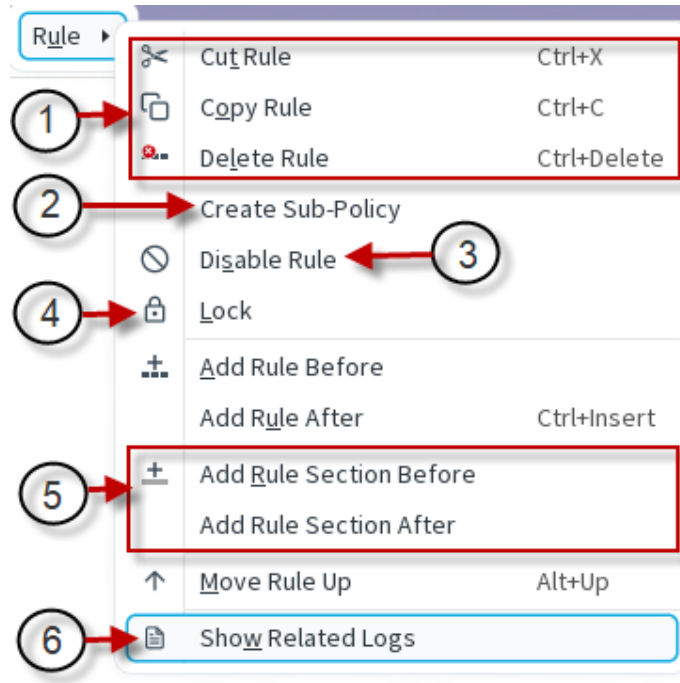 Rule
Cut Rule Ctrl+X
1 Copy Rule Ctrl+C
Delete Rule Ctrl+Delete
2 Create Sub-Policy
Disable Rule 3
4 Lock
Add Rule Before
Add Rule After Ctrl+Insert
5 Add Rule Section Before
Add Rule Section After
Move Rule Up Alt+Up
6 Show Related Logs